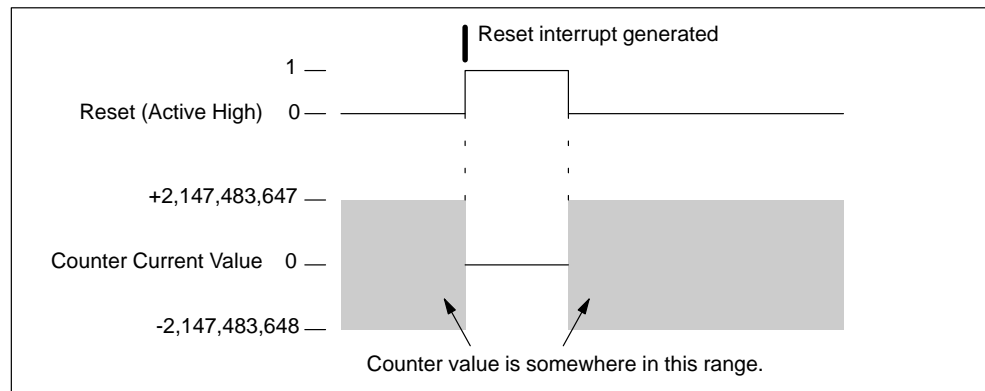 Reset interrupt generated
1
Reset (Active High) 0
+2,147,483,647
Counter Current Value 0
-2,147,483,648
Counter value is somewhere in this range.